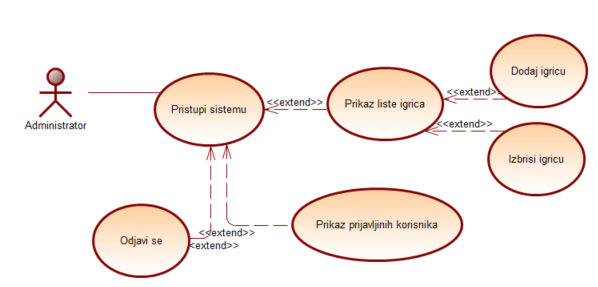 Dodaj igricu
<<extend>>
Prikaz liste igrica
<<extend>>
Pristupi sistemu
<<extend>>
Administrator
Izbrisi igricu
Prikaz prijavljinih korisnika
<<extend>>
Odjavi se
<extend>>